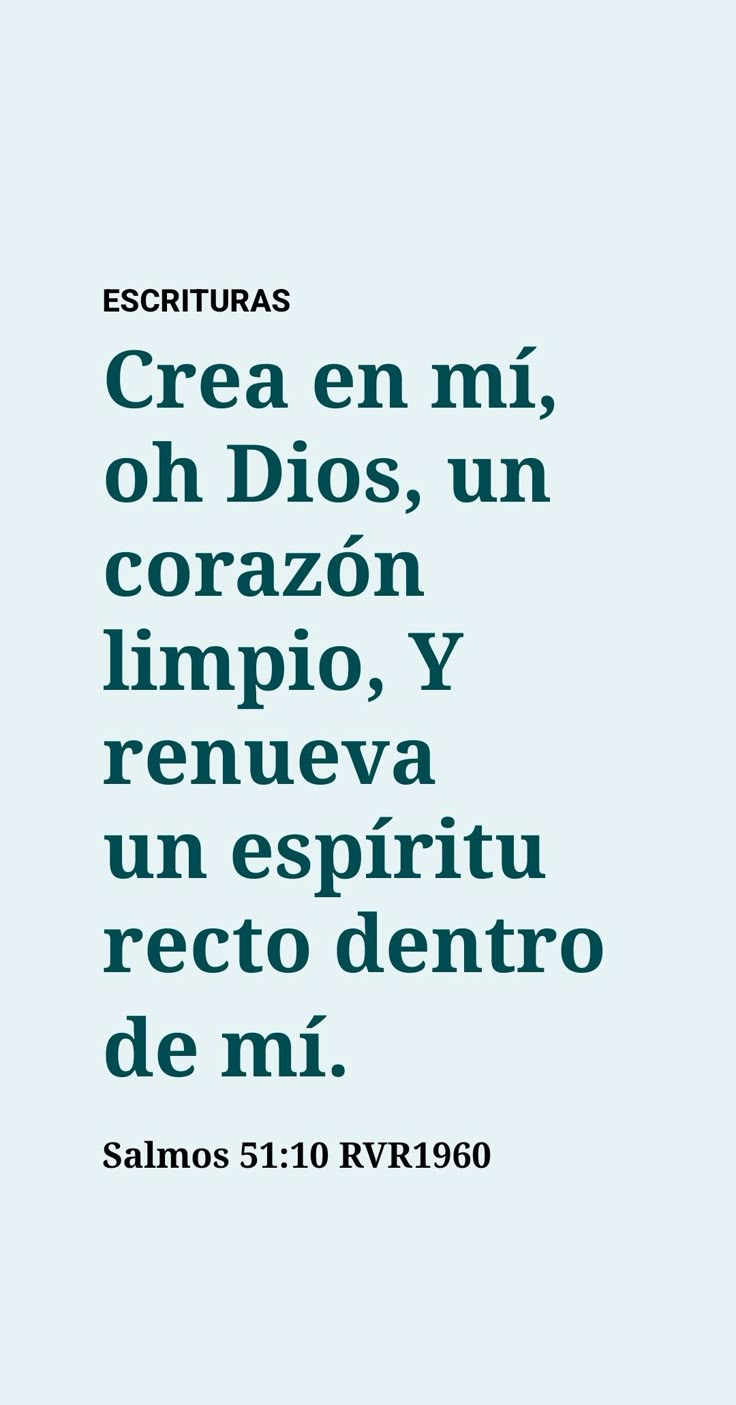 ESCRITURAS
Crea en mí,
oh Dios, un
corazón
limpio, Y
renueva
un espíritu
recto dentro
de mí.
Salmos 51:10 RVR1960